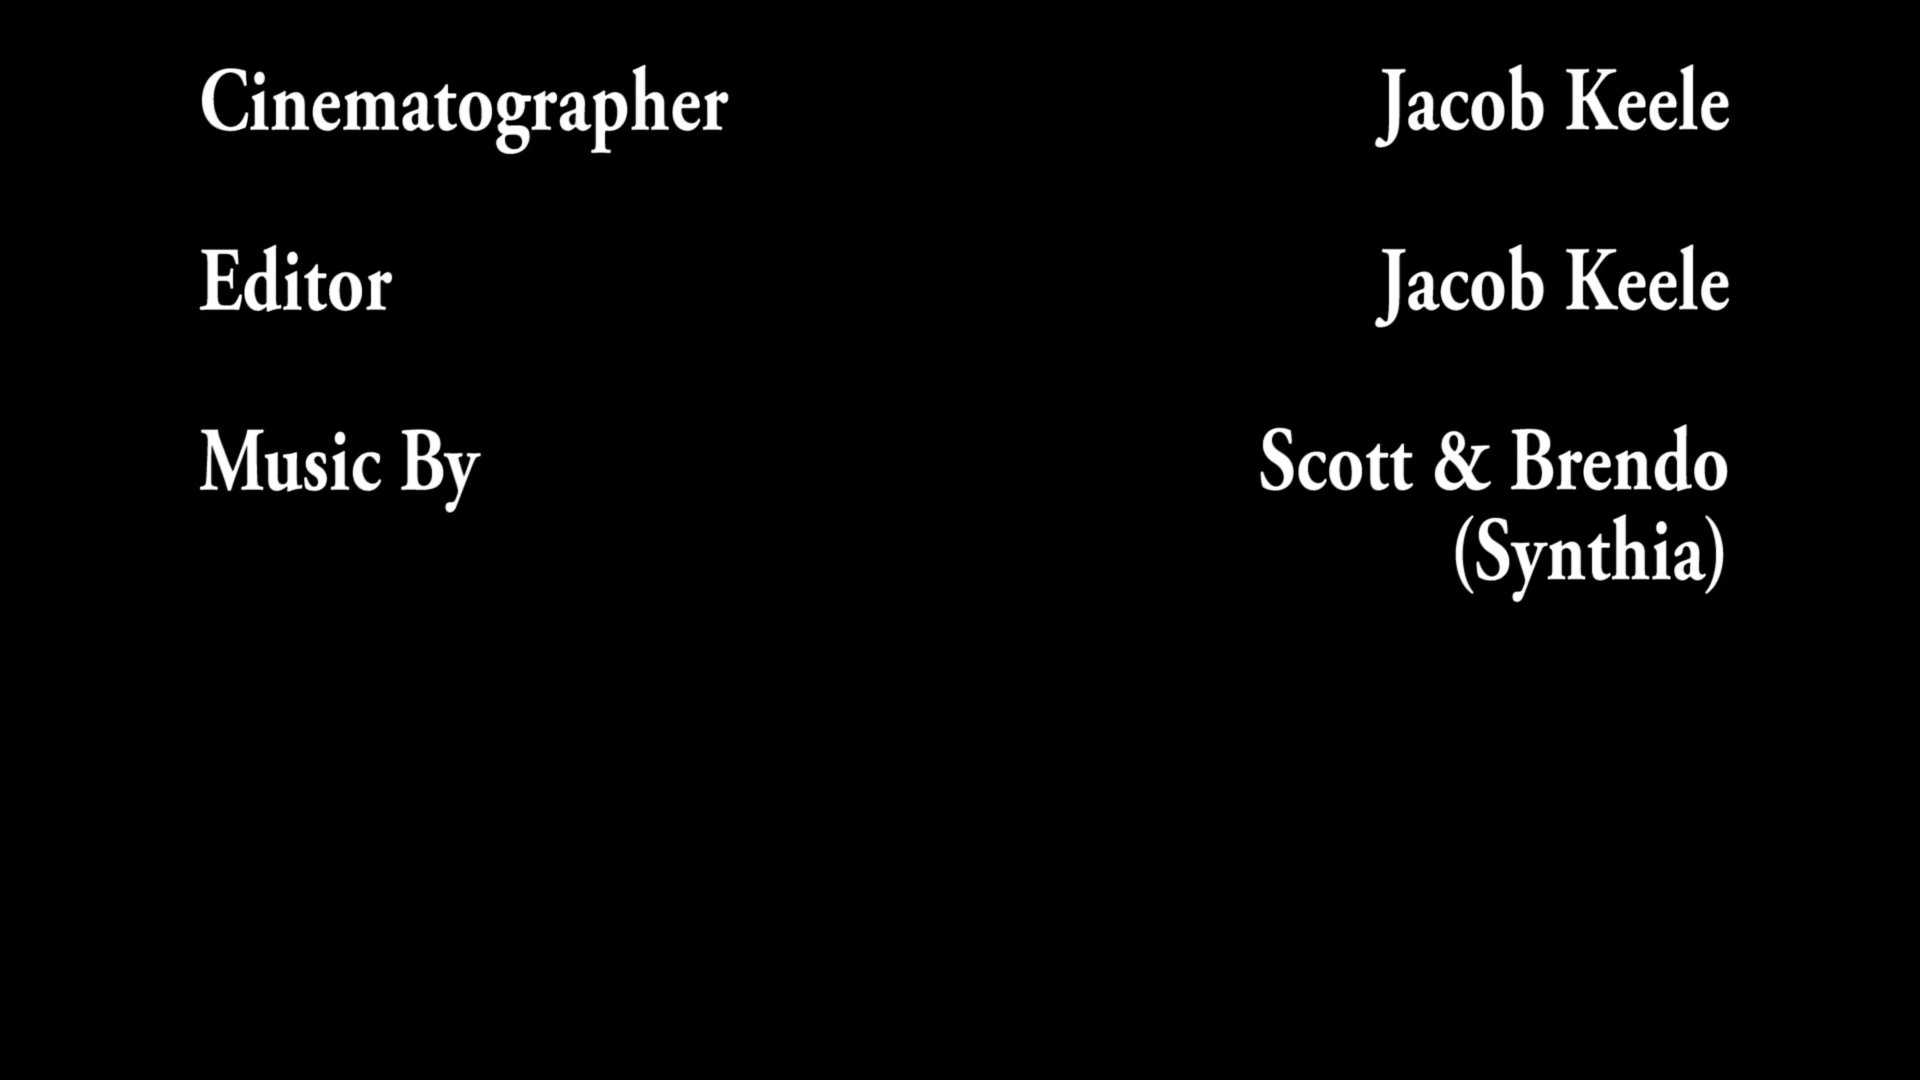 Cinematographer Jacob Keele
Editor Jacob Keele
Music By Scott & Brendo
(Synthia)